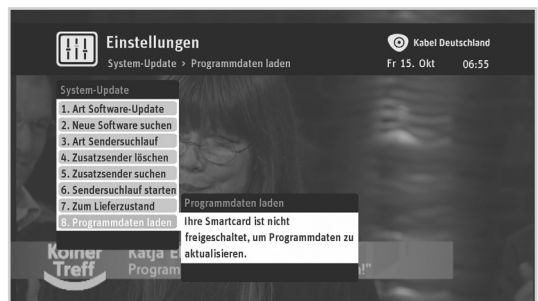 Einstellungen
System-Update > Programmdaten laden
Kabel Deutschland
Fr 15. Okt 06:55
System-Update
1. Art Software-Update
2. Neue Software suchen
3. Art Sendersuchlauf
4. Zusatzsender löschen
5. Zusatzsender suchen
6. Sendersuchlauf starten
7. Zum Lieferzustand
8. Programmdaten laden
Programmdaten laden
Ihre Smartcard ist nicht
freigeschaltet, um Programmdaten zu
aktualisieren.
Kölner
Treff
Katja
Program